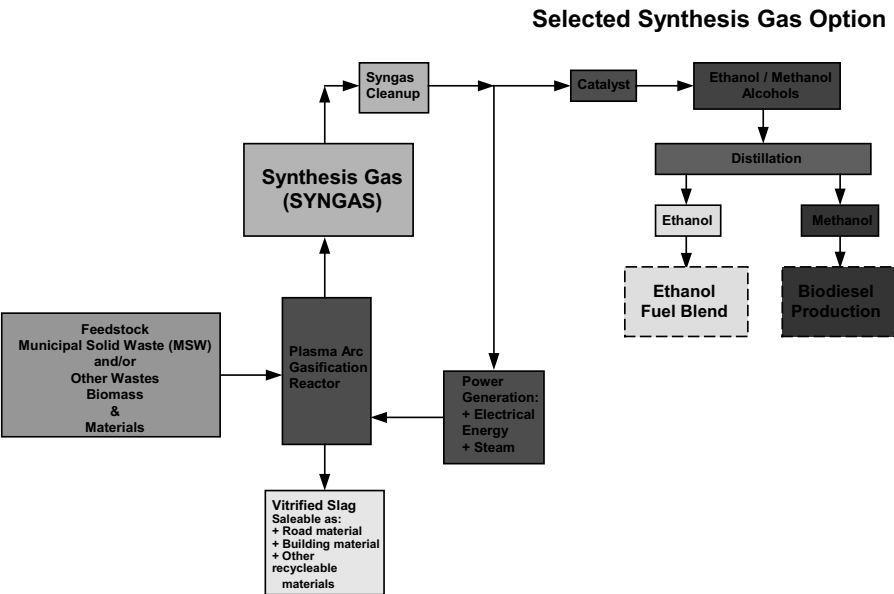 Selected Synthesis Gas Option
Syngas
Cleanup
Catalyst
Ethanol / Methanol
Alcohols
Distillation
Synthesis Gas
(SYNGAS)
Ethanol
Methanol
Ethanol
Fuel Blend
Biodiesel
Production
Feedstock
Municipal Solid Waste (MSW)
and/or
Other Wastes
Biomass
&
Materials
Plasma Arc
Gasification
Reactor
Power
Generation:
+ Electrical
Energy
+ Steam
Vitrified Slag
Saleable as:
+ Road material
+ Building material
+ Other
recycleable
materials